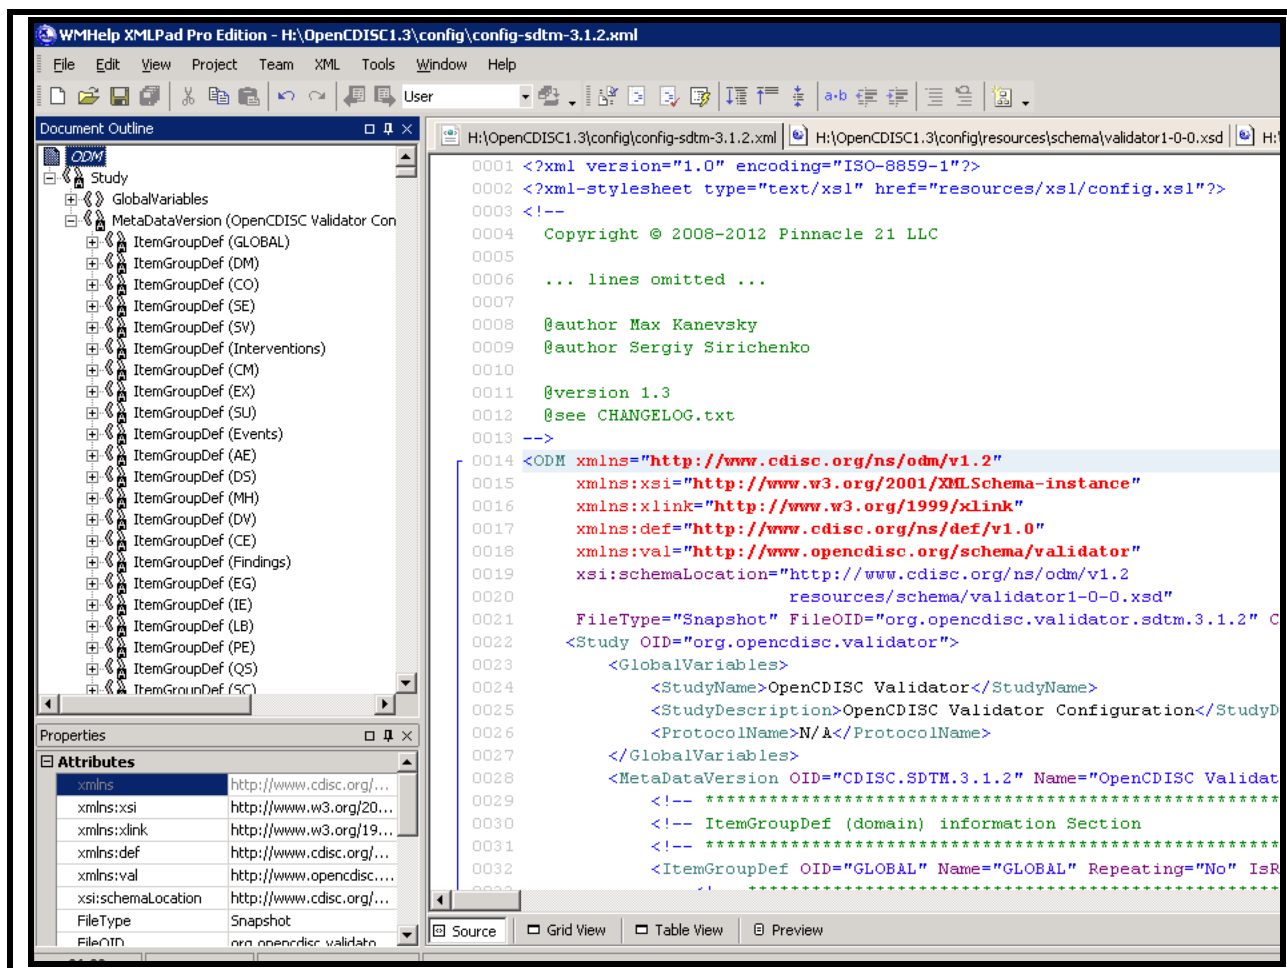 WMHelp XMLPad Pro Edition - H:\OpenCDISC1.3\config\config-sdtm-3.1.2.xml
File Edit View Project Team XML Tools Window Help
User
a-b
Document Outline
ODM
Study
GlobalVariables
MetaDataVersion (OpenCDISC Validator Con
ItemGroupDef (GLOBAL)
ItemGroupDef (DM)
ItemGroupDef (CO)
ItemGroupDef (SE)
ItemGroupDef (SV)
ItemGroupDef (Interventions)
ItemGroupDef (CM)
ItemGroupDef (EX)
ItemGroupDef (SU)
ItemGroupDef (Events)
ItemGroupDef (AE)
ItemGroupDef (DS)
ItemGroupDef (MH)
ItemGroupDef (DV)
ItemGroupDef (CE)
ItemGroupDef (Findings)
ItemGroupDef (EG)
ItemGroupDef (IE)
ItemGroupDef (LB)
ItemGroupDef (PE)
ItemGroupDef (QS)
ItemGroupDef (SC)
Properties
Attributes
xmlns http://www.cdisc.org/...
xmlns:xsi http://www.w3.org/20...
xmlns:xlink http://www.w3.org/19...
xmlns:def http://www.cdisc.org/...
xmlns:val http://www.opencdisc....
xsi:schemaLocation http://www.cdisc.org/...
FileType Snapshot
FileOID org.opencdisc.validato
H:\OpenCDISC1.3\config\config-sdtm-3.1.2.xml H:\OpenCDISC1.3\config\resources\schema\validator1-0-0.xsd H:\
0001 <?xml version="1.0" encoding="ISO-8859-1"?>
0002 <?xml-stylesheet type="text/xsl" href="resources/xsl/config.xsl"?>
0003 <!--
0004 Copyright © 2008-2012 Pinnacle 21 LLC
0005
0006 ... lines omitted ...
0007
0008 @author Max Kanevsky
0009 @author Sergiy Sirichenko
0010
0011 @version 1.3
0012 @see CHANGELOG.txt
0013 -->
0014 <ODM xmlns="http://www.cdisc.org/ns/odm/v1.2"
0015 xmlns:xsi="http://www.w3.org/2001/XMLSchema-instance"
0016 xmlns:xlink="http://www.w3.org/1999/xlink"
0017 xmlns:def="http://www.cdisc.org/ns/def/v1.0"
0018 xmlns:val="http://www.opencdisc.org/schema/validator"
0019 xsi:schemaLocation="http://www.cdisc.org/ns/odm/v1.2
0020 resources/schema/validator1-0-0.xsd"
0021 FileType="Snapshot" FileOID="org.opencdisc.validator.sdtm.3.1.2" C
0022 <Study OID="org.opencdisc.validator">
0023 <GlobalVariables>
0024 <StudyName>OpenCDISC Validator</StudyName>
0025 <StudyDescription>OpenCDISC Validator Configuration</StudyD
0026 <ProtocolName>N/A</ProtocolName>
0027 </GlobalVariables>
0028 <MetaDataVersion OID="CDISC.SDTM.3.1.2" Name="OpenCDISC Validat
0029 <!-- ******************************************************
0030 <!-- ItemGroupDef (domain) information Section
0031 <!-- ******************************************************
0032 <ItemGroupDef OID="GLOBAL" Name="GLOBAL" Repeating="No" IsR
Source Grid View Table View Preview